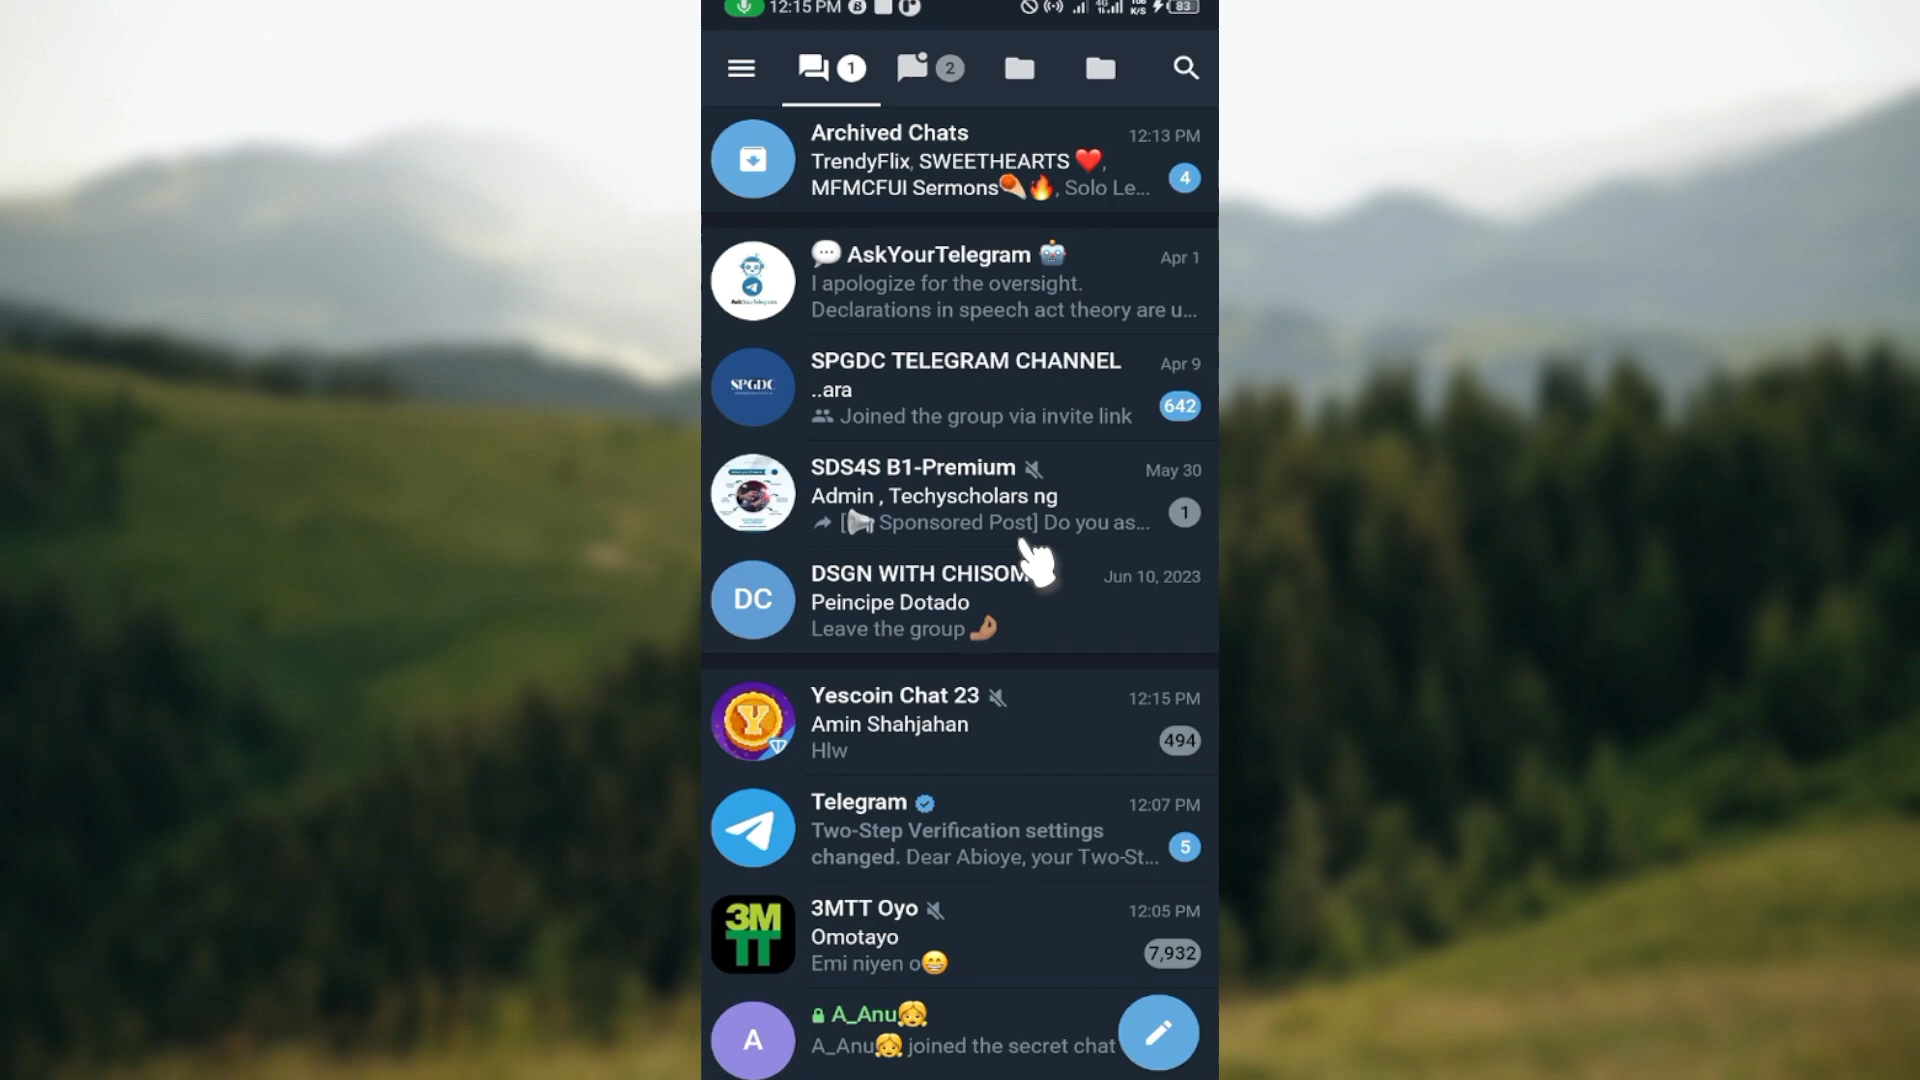 12:15 PM
4G
K/S
83
1
2
Archived Chats
12:13 PM
TrendyFlix, SWEETHEARTS ❤️,
MFMCFUI Sermons☄️🔥, Solo Le...
4
💬 AskYourTelegram 🤖
Apr 1
I apologize for the oversight.
Declarations in speech act theory are u...
AskYourTelegram
SPGDC TELEGRAM CHANNEL
Apr 9
SPGDC
..ara
Joined the group via invite link
642
SDS4S B1-Premium
May 30
Admin , Techyscholars ng
[📢 Sponsored Post] Do you as...
1
DSGN WITH CHISOM
Jun 10, 2023
DC
Peincipe Dotado
Leave the group 🤌🏽
Yescoin Chat 23
12:15 PM
Y
Amin Shahjahan
Hlw
494
Telegram
12:07 PM
Two-Step Verification settings
changed. Dear Abioye, your Two-St...
5
3MTT Oyo
12:05 PM
3M
TT
Omotayo
Emi niyen o😁
7,932
A_Anu👧
A
A_Anu👧 joined the secret chat